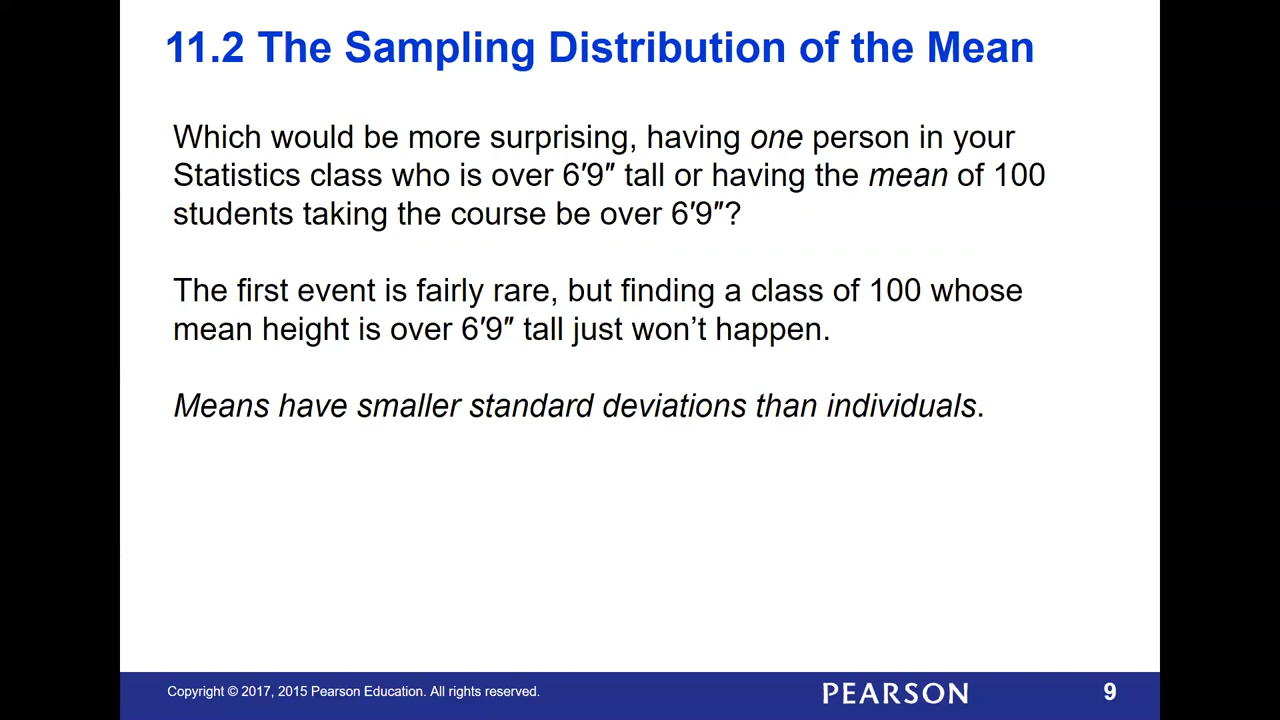 11.2 The Sampling Distribution of the Mean
Which would be more surprising, having one person in your
Statistics class who is over 6′9″ tall or having the mean of 100
students taking the course be over 6′9″?
The first event is fairly rare, but finding a class of 100 whose
mean height is over 6′9″ tall just won’t happen.
Means have smaller standard deviations than individuals.
Copyright © 2017, 2015 Pearson Education. All rights reserved.
PEARSON
9